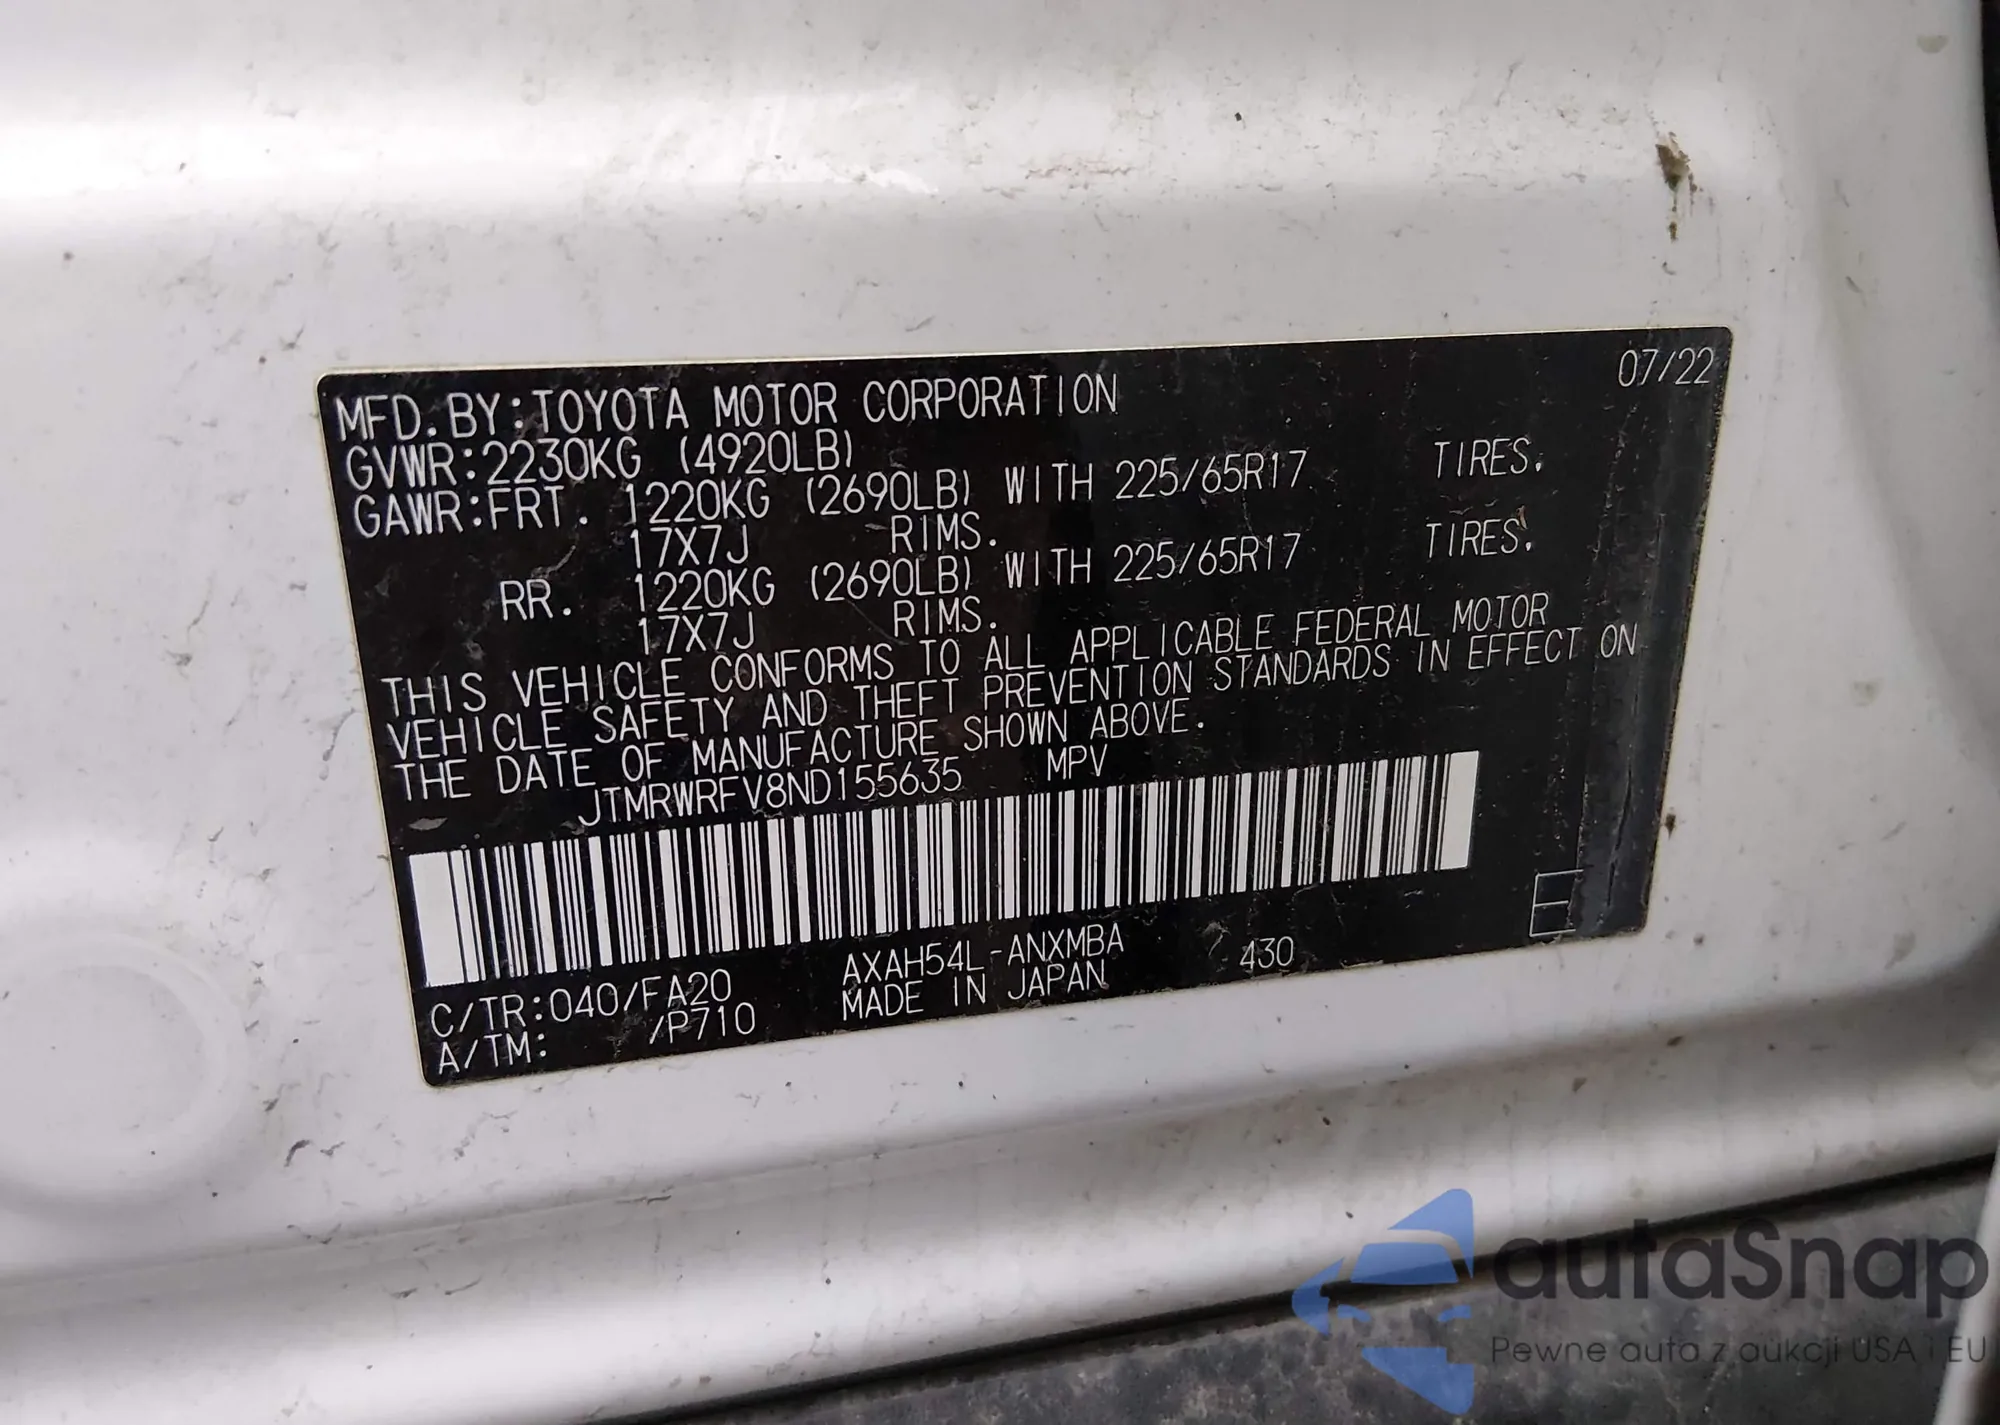 07/22
MFD. BY: TOYOTA MOTOR CORPORATION
GVWR: 2230KG (4920LB)
GAWR: FRT. 1220KG (2690LB) WITH 225/65R17 TIRES.
17X7J RIMS.
RR. 1220KG (2690LB) WITH 225/65R17 TIRES.
17X7J RIMS.
THIS VEHICLE CONFORMS TO ALL APPLICABLE FEDERAL MOTOR
VEHICLE SAFETY AND THEFT PREVENTION STANDARDS IN EFFECT ON
THE DATE OF MANUFACTURE SHOWN ABOVE.
JTMRWRFV8ND155635 MPV
C/TR: 040/FA20 AXAH54L-ANXMBA 430
A/TM: /P710 MADE IN JAPAN
autaSnap
Pewne auta z aukcji USA i EU